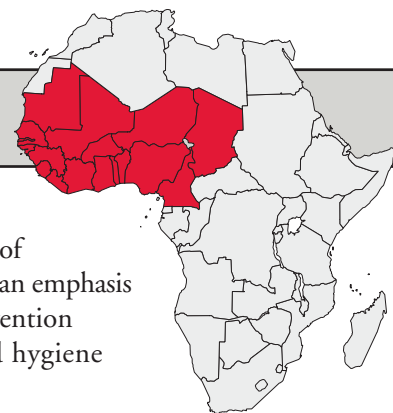 of
an emphasis
ention
l hygiene